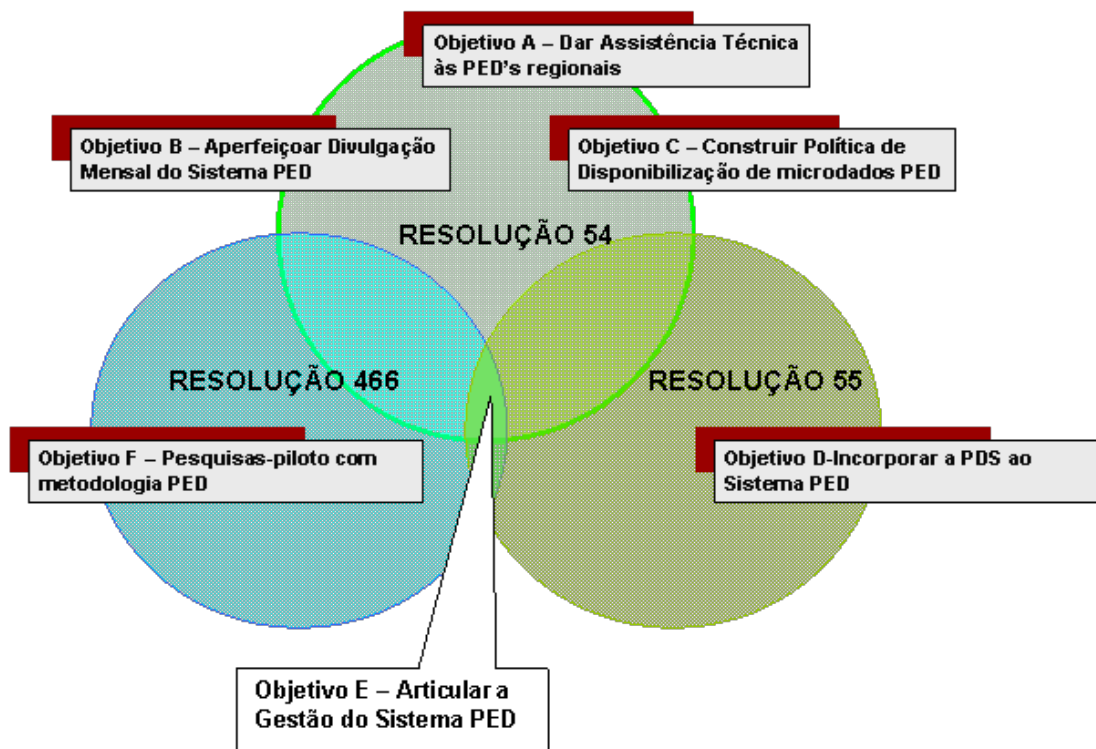 Objetivo A – Dar Assistência Técnica
às PED's regionais
Objetivo B – Aperfeiçoar Divulgação
Mensal do Sistema PED
Objetivo C – Construir Política de
Disponibilização de microdados PED
RESOLUÇÃO 54
RESOLUÇÃO 466
RESOLUÇÃO 55
Objetivo F – Pesquisas-piloto com
metodologia PED
Objetivo D-Incorporar a PDS ao
Sistema PED
Objetivo E – Articular a
Gestão do Sistema PED